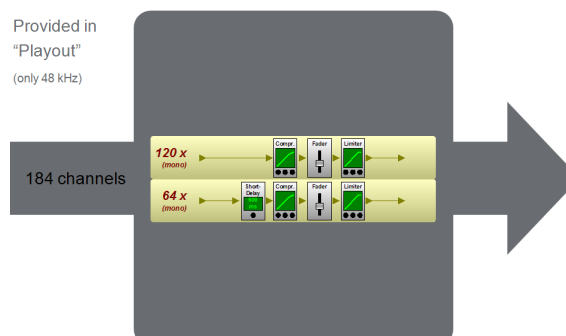 Provided in
“Playout”
(only 48 kHz)
184 channels
120 x
(mono)
Compr.
Fader
Limiter
64 x
(mono)
Short-
Delay
Compr.
Fader
Limiter
ms